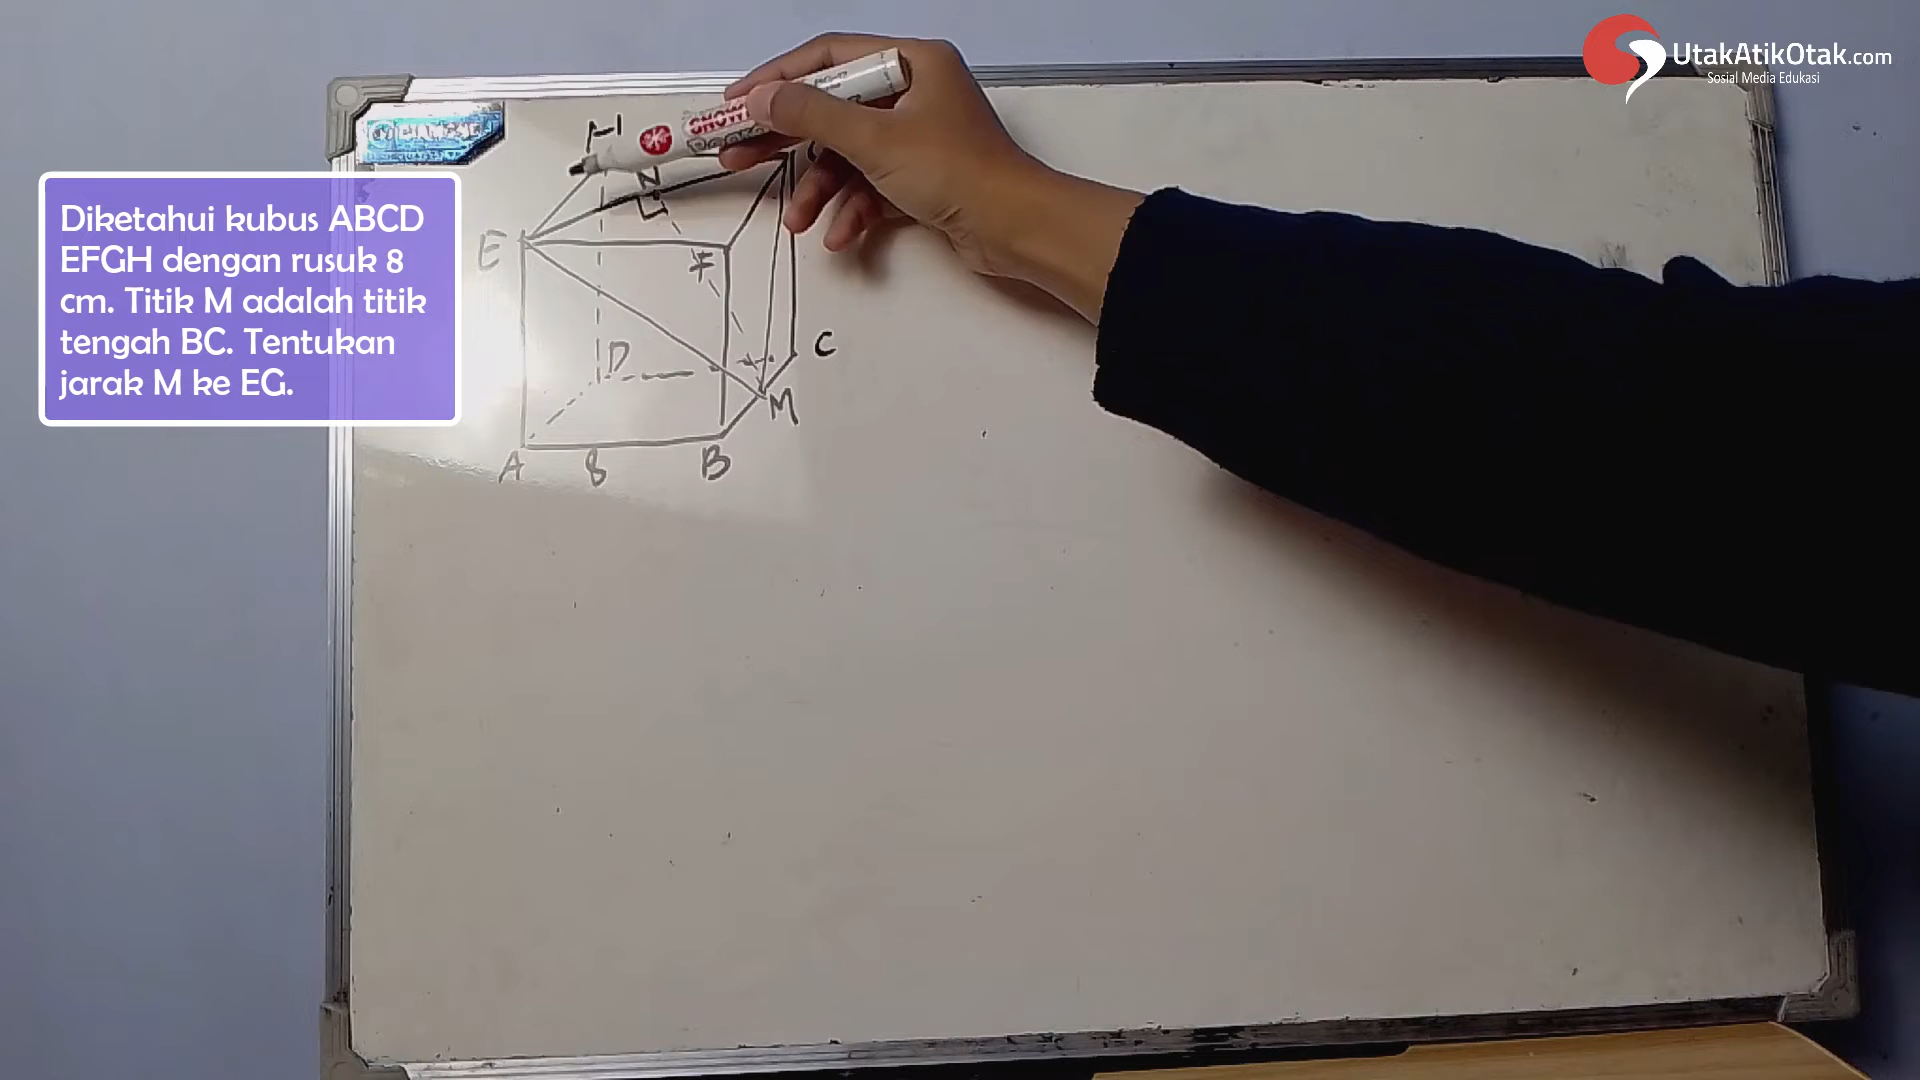 UtakAtikOtak.com
Sosial Media Edukasi
Diketahui kubus ABCD
EFGH dengan rusuk 8
cm. Titik M adalah titik
tengah BC. Tentukan
jarak M ke EG.
H
N
E
F
D
C
M
A 8 B